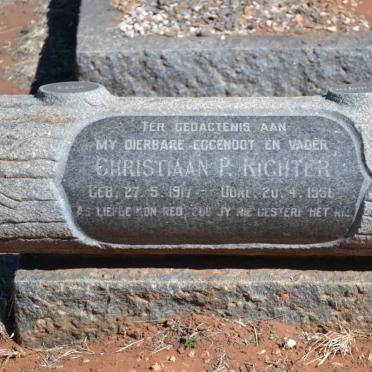 TER GEDAGTENIS AAN
MY DIERBARE EGGENOOT EN VADER
CHRISTIAAN P. RICHTER
GEB. 27. 5. 1917 — OORL. 20. 4. 1956
AS LIEFDE KON RED, SOU JY NIE GESTERF HET NIE